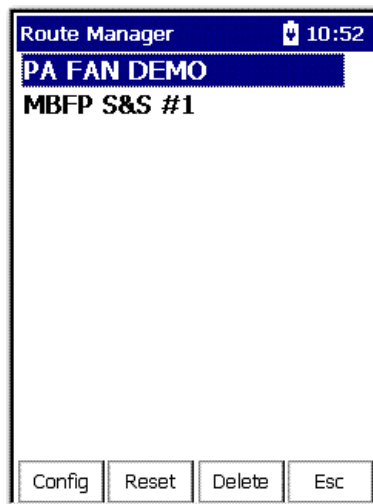 Route Manager 10:52
PA FAN DEMO
MBFP S&S #1
Config Reset Delete Esc